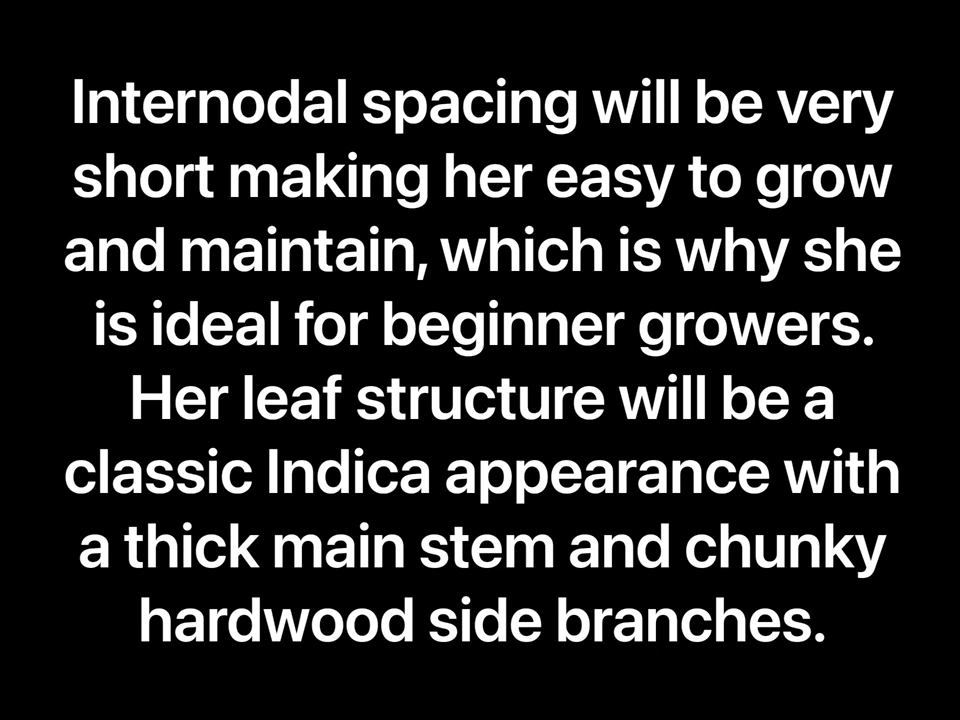 Internodal spacing will be very
short making her easy to grow
and maintain, which is why she
is ideal for beginner growers.
Her leaf structure will be a
classic Indica appearance with
a thick main stem and chunky
hardwood side branches.